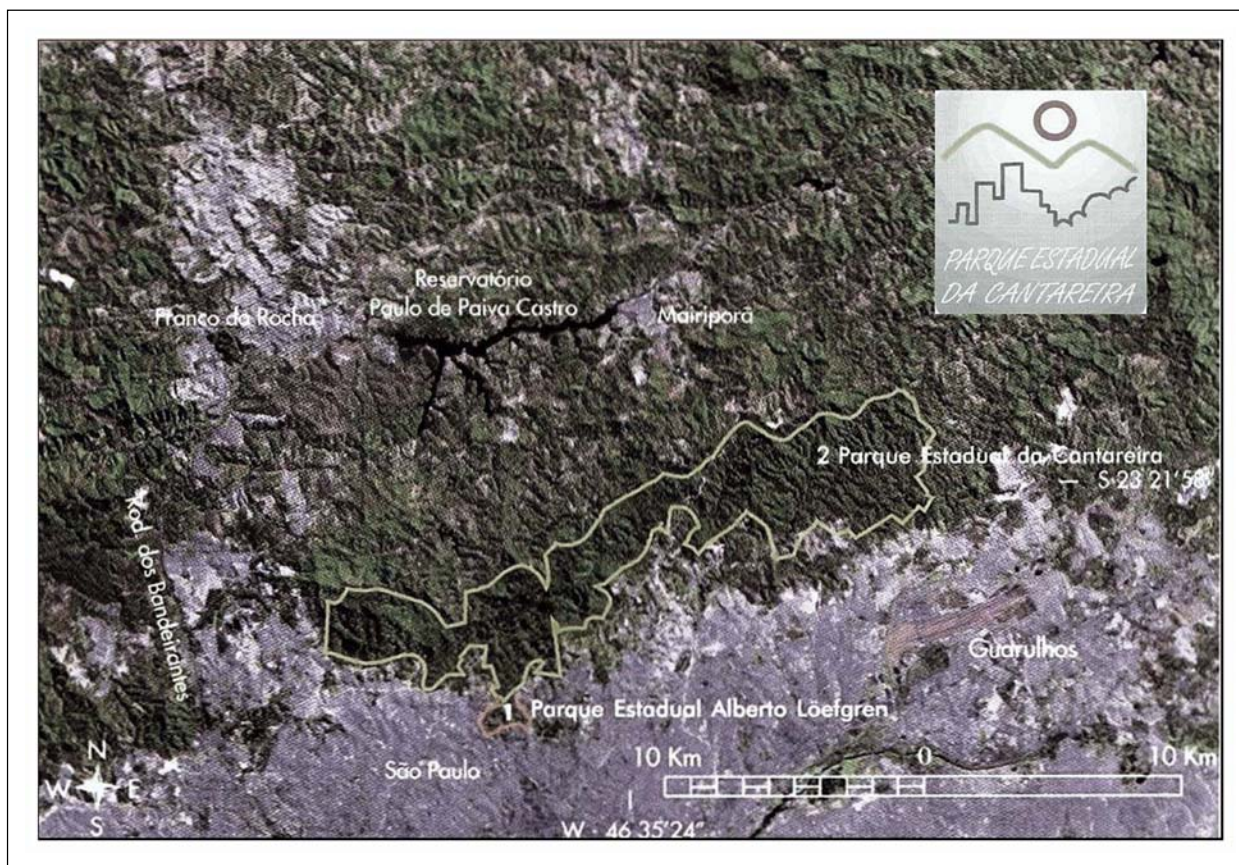 PARQUE ESTADUAL
DA CANTAREIRA
Reservatório
Paulo de Paiva Castro
Franco da Rocha
Mairiporã
2 Parque Estadual da Cantareira
S 23 21'58"
Rod. dos Bandeirantes
Guarulhos
1 Parque Estadual Alberto Löefgren
São Paulo
10 Km 0 10 Km
N
W E
S
W - 46 35'24"